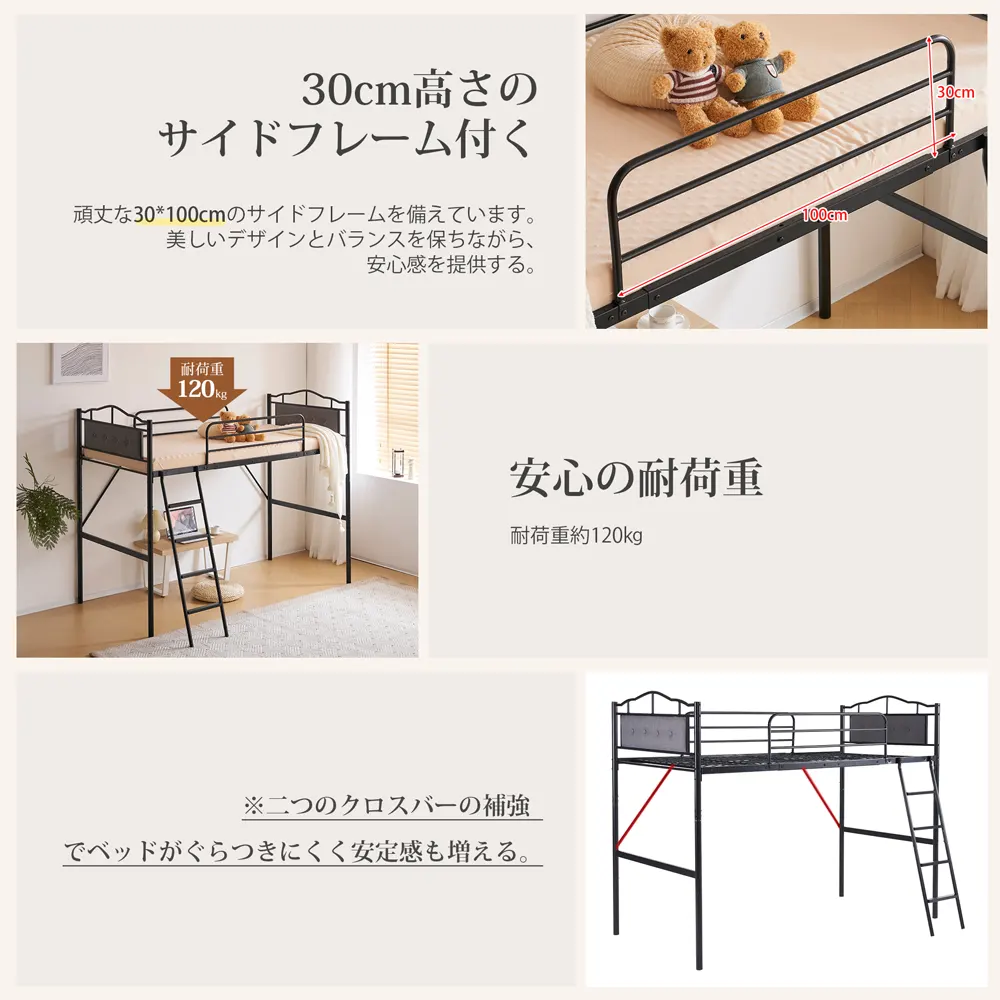 30cm高さの
サイドフレーム付く
頑丈な30*100cmのサイドフレームを備えています。
美しいデザインとバランスを保ちながら、
安心感を提供する。
30cm
100cm
耐荷重
120kg
安心の耐荷重
耐荷重約120kg
※二つのクロスバーの補強
でベッドがぐらつきにくく安定感も増える。